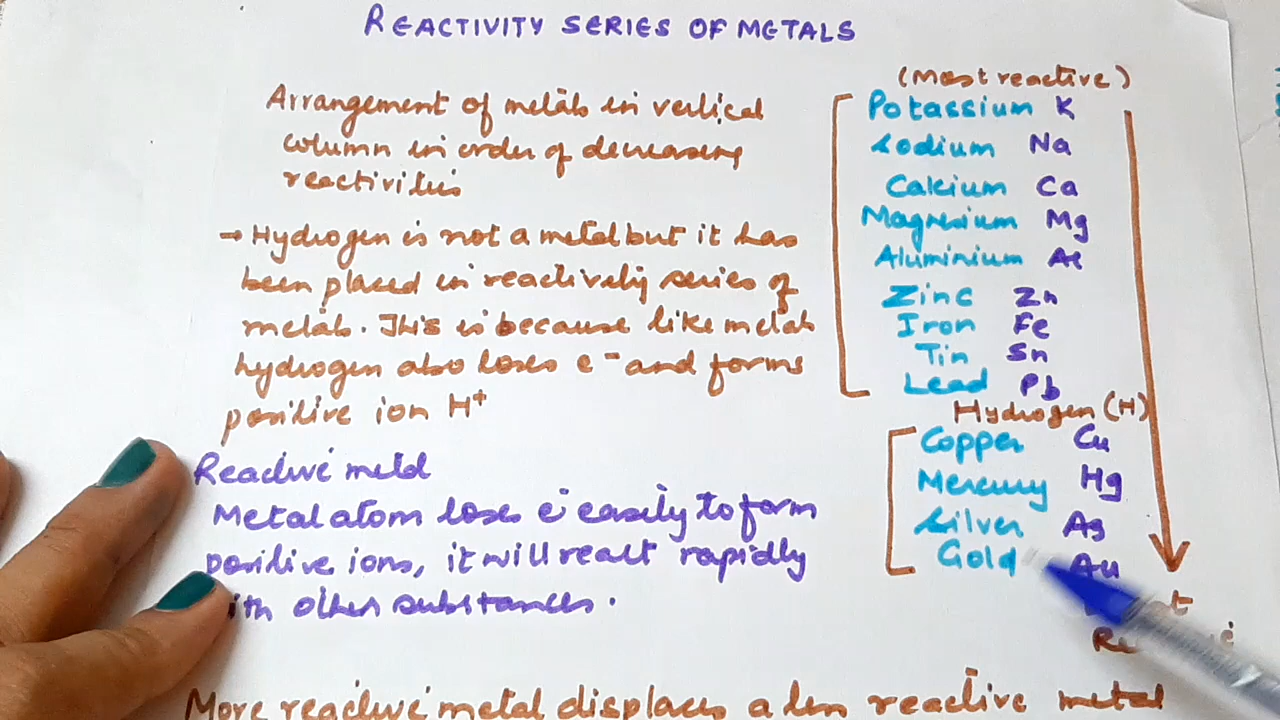 REACTIVITY SERIES OF METALS
Arrangement of metals in vertical
column in order of decreasing
reactivities
→ Hydrogen is not a metal but it has
been placed in reactivity series of
metals. This is because like metals
hydrogen also loses e⁻ and forms
positive ion H⁺
Reactive metal
Metal atom loses e⁻ easily to form
positive ions, it will react rapidly
with other substances.
(Most reactive)
Potassium K
Sodium Na
Calcium Ca
Magnesium Mg
Aluminium Al
Zinc Zn
Iron Fe
Tin Sn
Lead Pb
Hydrogen (H)
Copper Cu
Mercury Hg
Silver Ag
Gold Au
More reactive metal displaces a less reactive metal